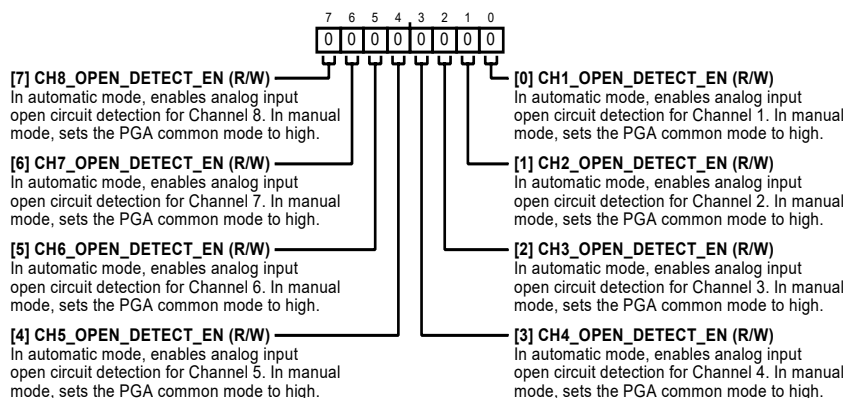 7 6 5 4 3 2 1 0
0 0 0 0 0 0 0 0
[7] CH8_OPEN_DETECT_EN (R/W)
In automatic mode, enables analog input
open circuit detection for Channel 8. In manual
mode, sets the PGA common mode to high.
[6] CH7_OPEN_DETECT_EN (R/W)
In automatic mode, enables analog input
open circuit detection for Channel 7. In manual
mode, sets the PGA common mode to high.
[5] CH6_OPEN_DETECT_EN (R/W)
In automatic mode, enables analog input
open circuit detection for Channel 6. In manual
mode, sets the PGA common mode to high.
[4] CH5_OPEN_DETECT_EN (R/W)
In automatic mode, enables analog input
open circuit detection for Channel 5. In manual
mode, sets the PGA common mode to high.
[0] CH1_OPEN_DETECT_EN (R/W)
In automatic mode, enables analog input
open circuit detection for Channel 1. In manual
mode, sets the PGA common mode to high.
[1] CH2_OPEN_DETECT_EN (R/W)
In automatic mode, enables analog input
open circuit detection for Channel 2. In manual
mode, sets the PGA common mode to high.
[2] CH3_OPEN_DETECT_EN (R/W)
In automatic mode, enables analog input
open circuit detection for Channel 3. In manual
mode, sets the PGA common mode to high.
[3] CH4_OPEN_DETECT_EN (R/W)
In automatic mode, enables analog input
open circuit detection for Channel 4. In manual
mode, sets the PGA common mode to high.